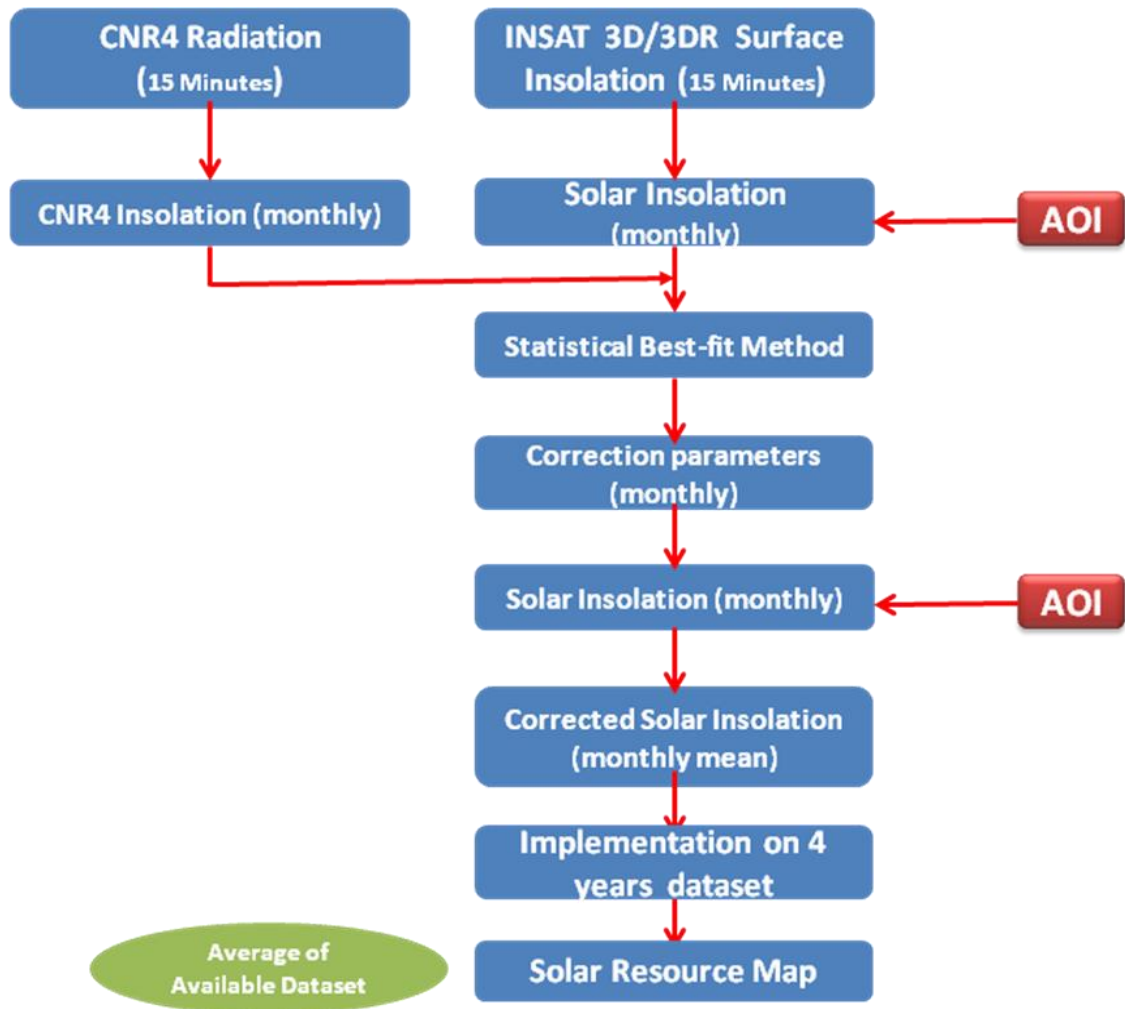 CNR4 Radiation
(15 Minutes)
INSAT 3D/3DR Surface
Insolation (15 Minutes)
CNR4 Insolation (monthly)
Solar Insolation
(monthly)
AOI
Statistical Best-fit Method
Correction parameters
(monthly)
Solar Insolation (monthly)
AOI
Corrected Solar Insolation
(monthly mean)
Implementation on 4
years dataset
Average of
Available Dataset
Solar Resource Map